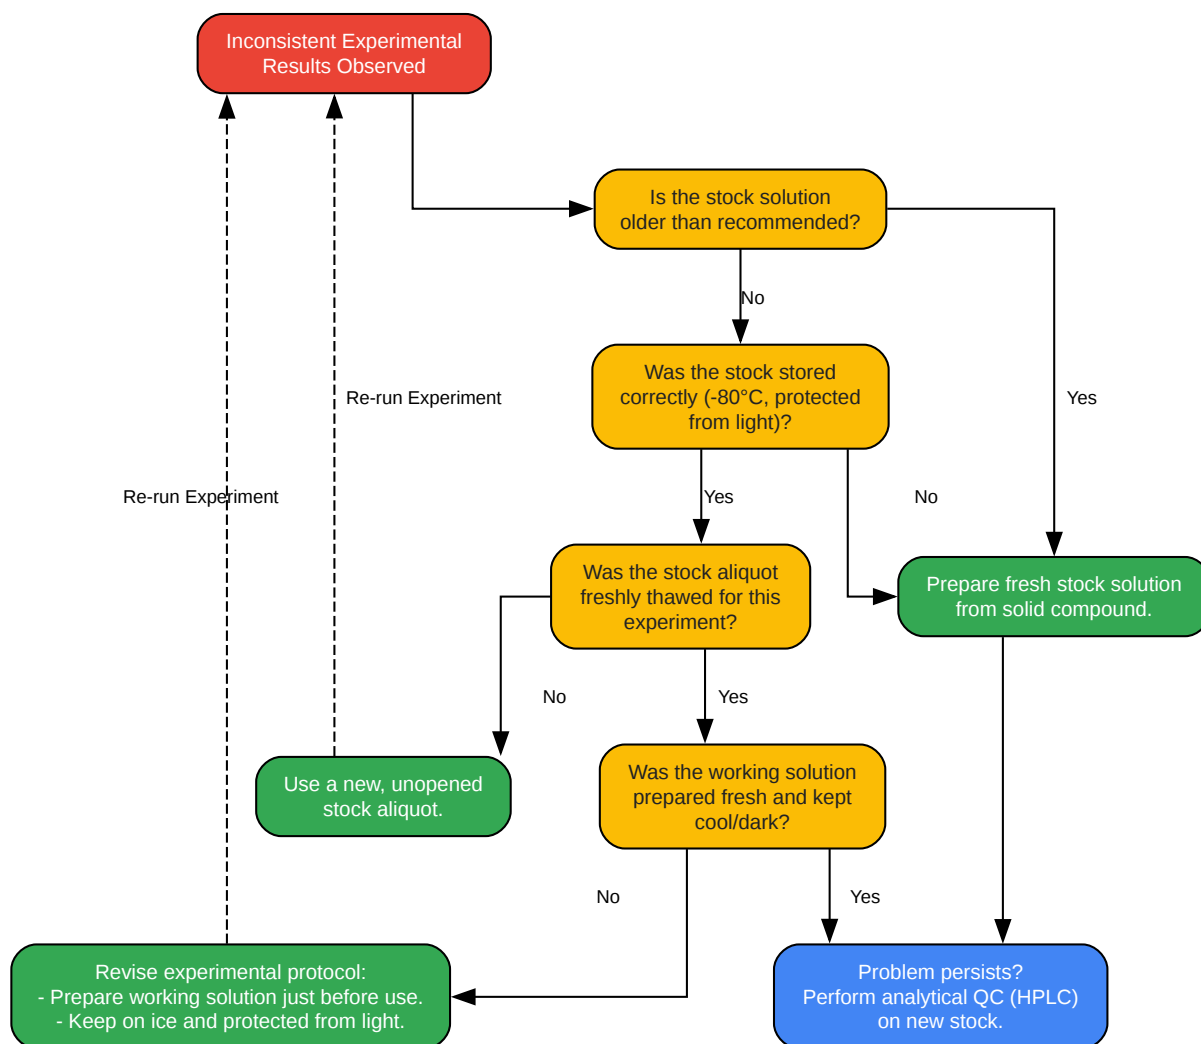 Inconsistent Experimental
Results Observed
Is the stock solution
older than recommended?
No
Was the stock stored
correctly (-80°C, protected
from light)?
Re-run Experiment
Yes
Re-run Experiment
Yes
No
Was the stock aliquot
freshly thawed for this
experiment?
Prepare fresh stock solution
from solid compound.
No
Yes
Use a new, unopened
stock aliquot.
Was the working solution
prepared fresh and kept
cool/dark?
No
Yes
Revise experimental protocol:
- Prepare working solution just before use.
- Keep on ice and protected from light.
Problem persists?
Perform analytical QC (HPLC)
on new stock.